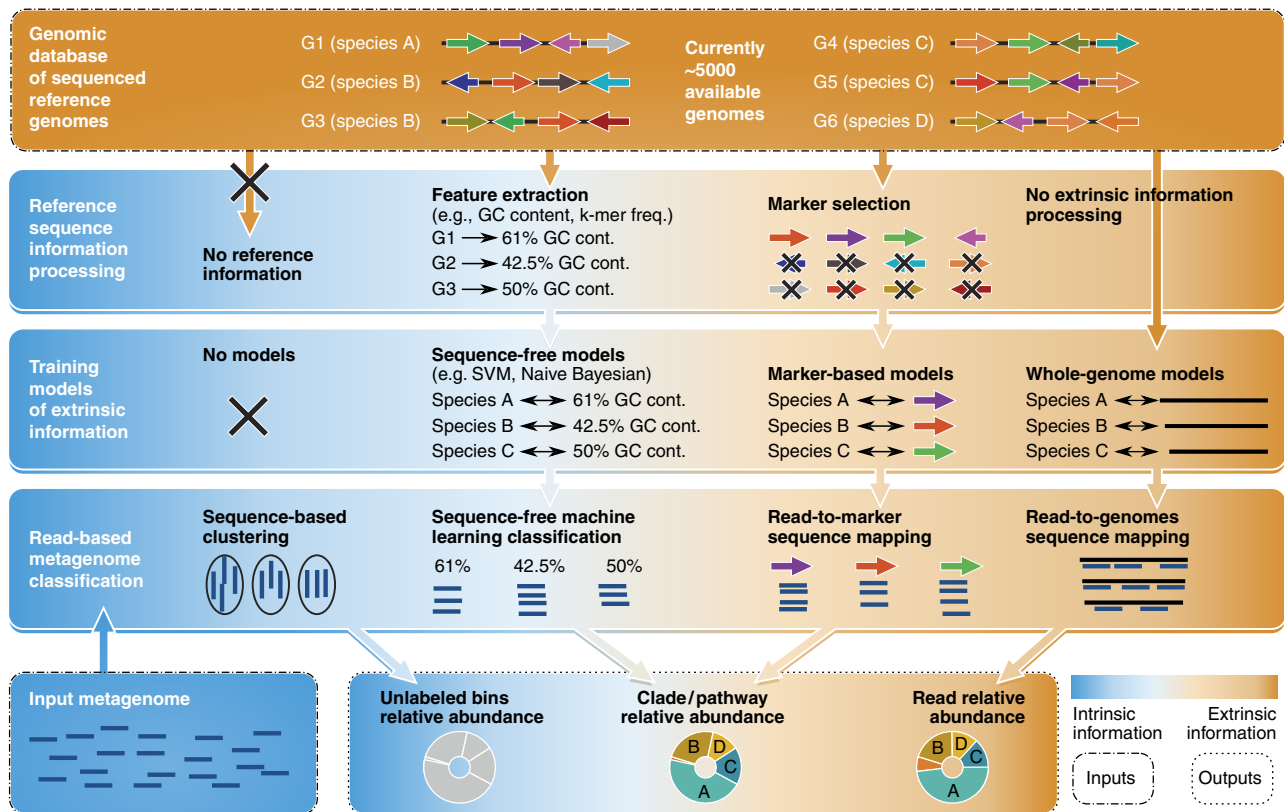 Genomic
database
of sequenced
reference
genomes
G1 (species A)
G2 (species B)
G3 (species B)
Currently
~5000
available
genomes
G4 (species C)
G5 (species C)
G6 (species D)
Reference
sequence
information
processing
No reference
information
Feature extraction
(e.g., GC content, k-mer freq.)
G1 61% GC cont.
G2 42.5% GC cont.
G3 50% GC cont.
Marker selection
No extrinsic information
processing
Training
models
of extrinsic
information
No models
Sequence-free models
(e.g. SVM, Naive Bayesian)
Species A 61% GC cont.
Species B 42.5% GC cont.
Species C 50% GC cont.
Marker-based models
Species A
Species B
Species C
Whole-genome models
Species A
Species B
Species C
Read-based
metagenome
classification
Sequence-based
clustering
Sequence-free machine
learning classification
61% 42.5% 50%
Read-to-marker
sequence mapping
Read-to-genomes
sequence mapping
Input metagenome
Unlabeled bins
relative abundance
Clade/pathway
relative abundance
B D
C
A
Read relative
abundance
B D
C
A
Intrinsic
information
Extrinsic
information
Inputs
Outputs